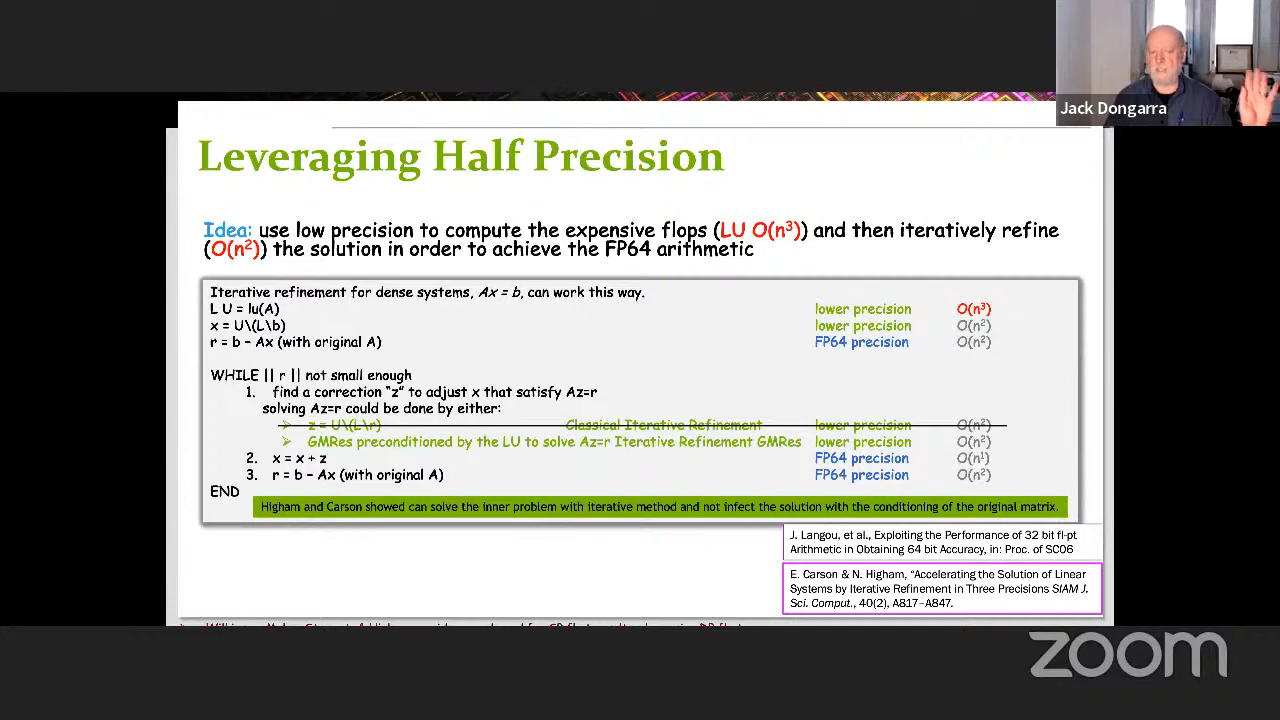 Jack Dongarra
Leveraging Half Precision
Idea: use low precision to compute the expensive flops (LU O(n³)) and then iteratively refine
(O(n²)) the solution in order to achieve the FP64 arithmetic
Iterative refinement for dense systems, Ax = b, can work this way.
L U = lu(A) lower precision O(n³)
x = U\(L\b) lower precision O(n²)
r = b – Ax (with original A) FP64 precision O(n²)
WHILE || r || not small enough
1. find a correction "z" to adjust x that satisfy Az=r
solving Az=r could be done by either:
➢ z = U\(L\r) Classical Iterative Refinement lower precision O(n²)
➢ GMRes preconditioned by the LU to solve Az=r Iterative Refinement GMRes lower precision O(n²)
2. x = x + z FP64 precision O(n¹)
3. r = b – Ax (with original A) FP64 precision O(n²)
END
Higham and Carson showed can solve the inner problem with iterative method and not infect the solution with the conditioning of the original matrix.
J. Langou, et al., Exploiting the Performance of 32 bit fl-pt
Arithmetic in Obtaining 64 bit Accuracy, in: Proc. of SC06
E. Carson & N. Higham, "Accelerating the Solution of Linear
Systems by Iterative Refinement in Three Precisions SIAM J.
Sci. Comput., 40(2), A817–A847.
zoom